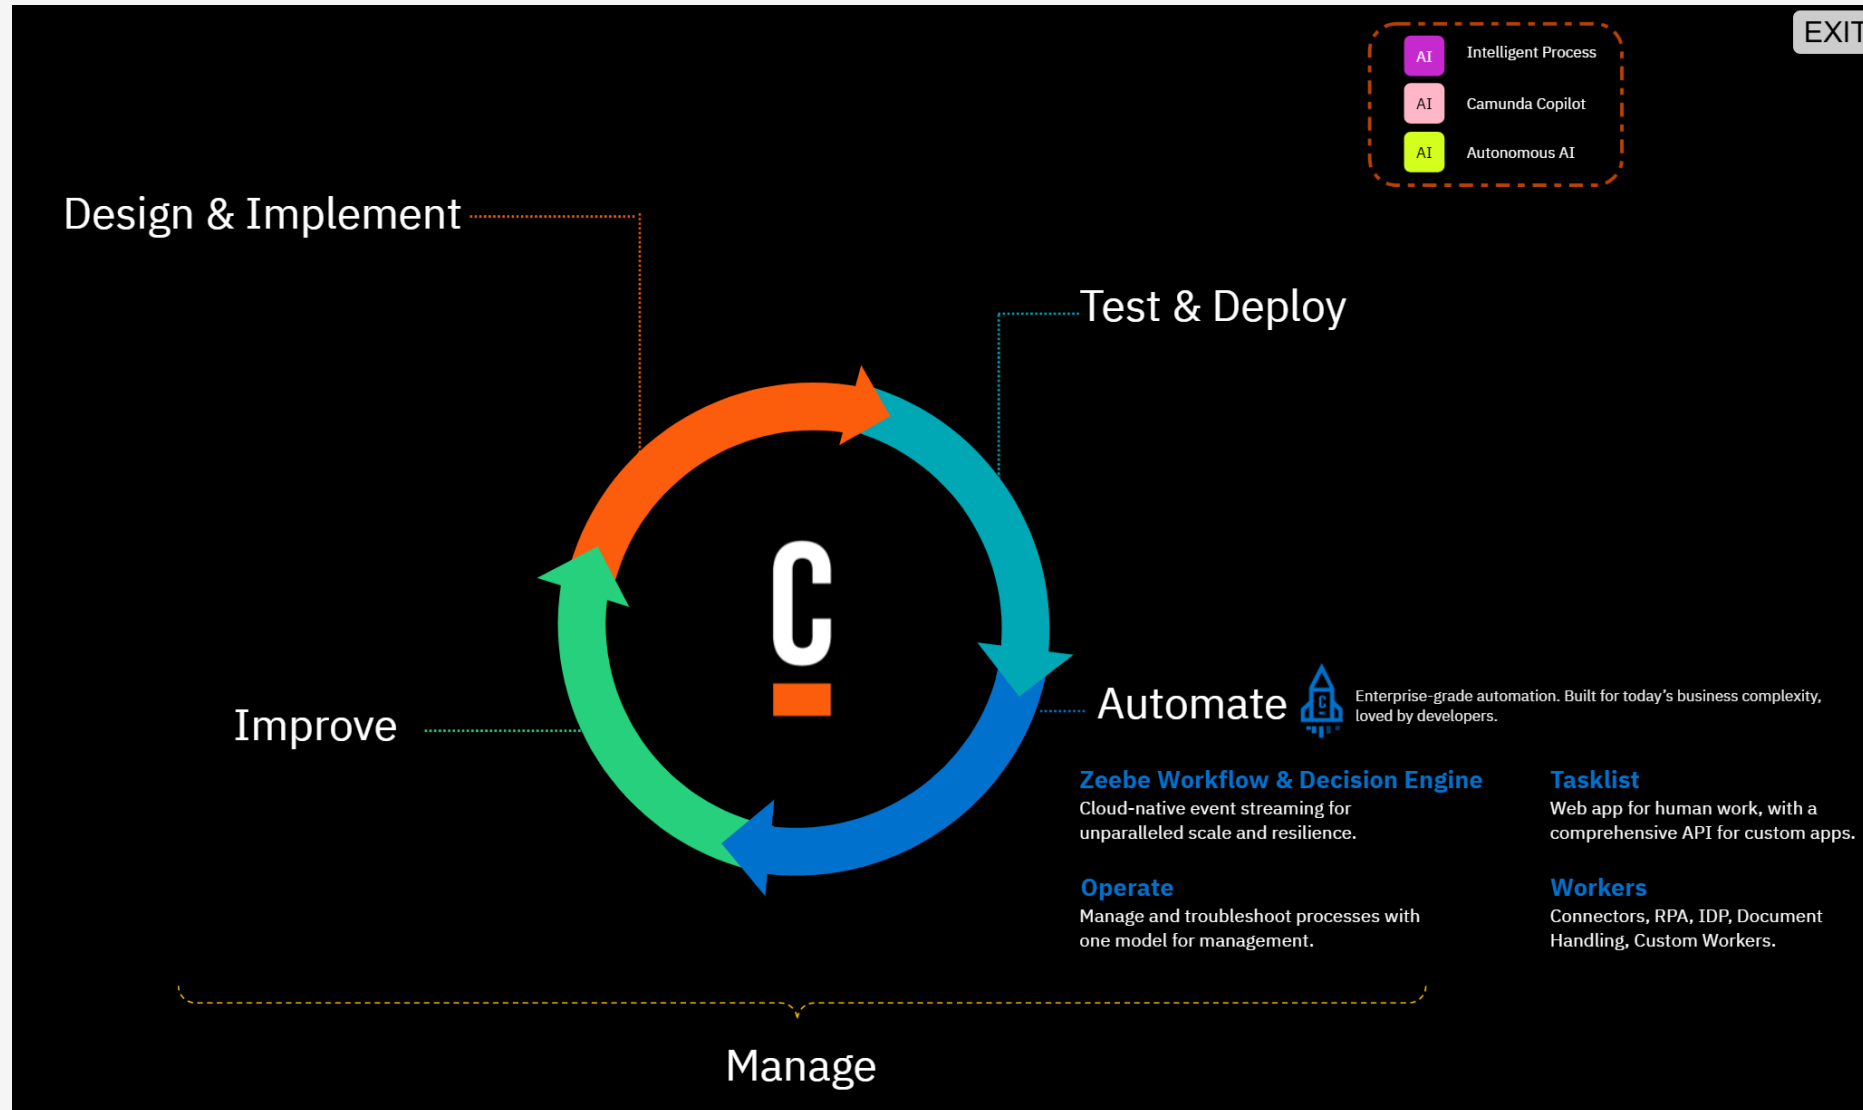 EXIT
AI Intelligent Process
AI Camunda Copilot
AI Autonomous AI
Design & Implement
Test & Deploy
C
Improve
Automate
C
Enterprise-grade automation. Built for today’s business complexity,
loved by developers.
Zeebe Workflow & Decision Engine
Cloud-native event streaming for
unparalleled scale and resilience.
Tasklist
Web app for human work, with a
comprehensive API for custom apps.
Operate
Manage and troubleshoot processes with
one model for management.
Workers
Connectors, RPA, IDP, Document
Handling, Custom Workers.
Manage